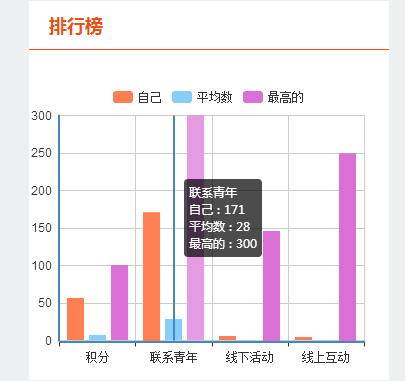 排行榜
自己 平均数 最高的
300
250
200
150
100
50
0
联系青年
自己 : 171
平均数 : 28
最高的 : 300
积分 联系青年 线下活动 线上互动